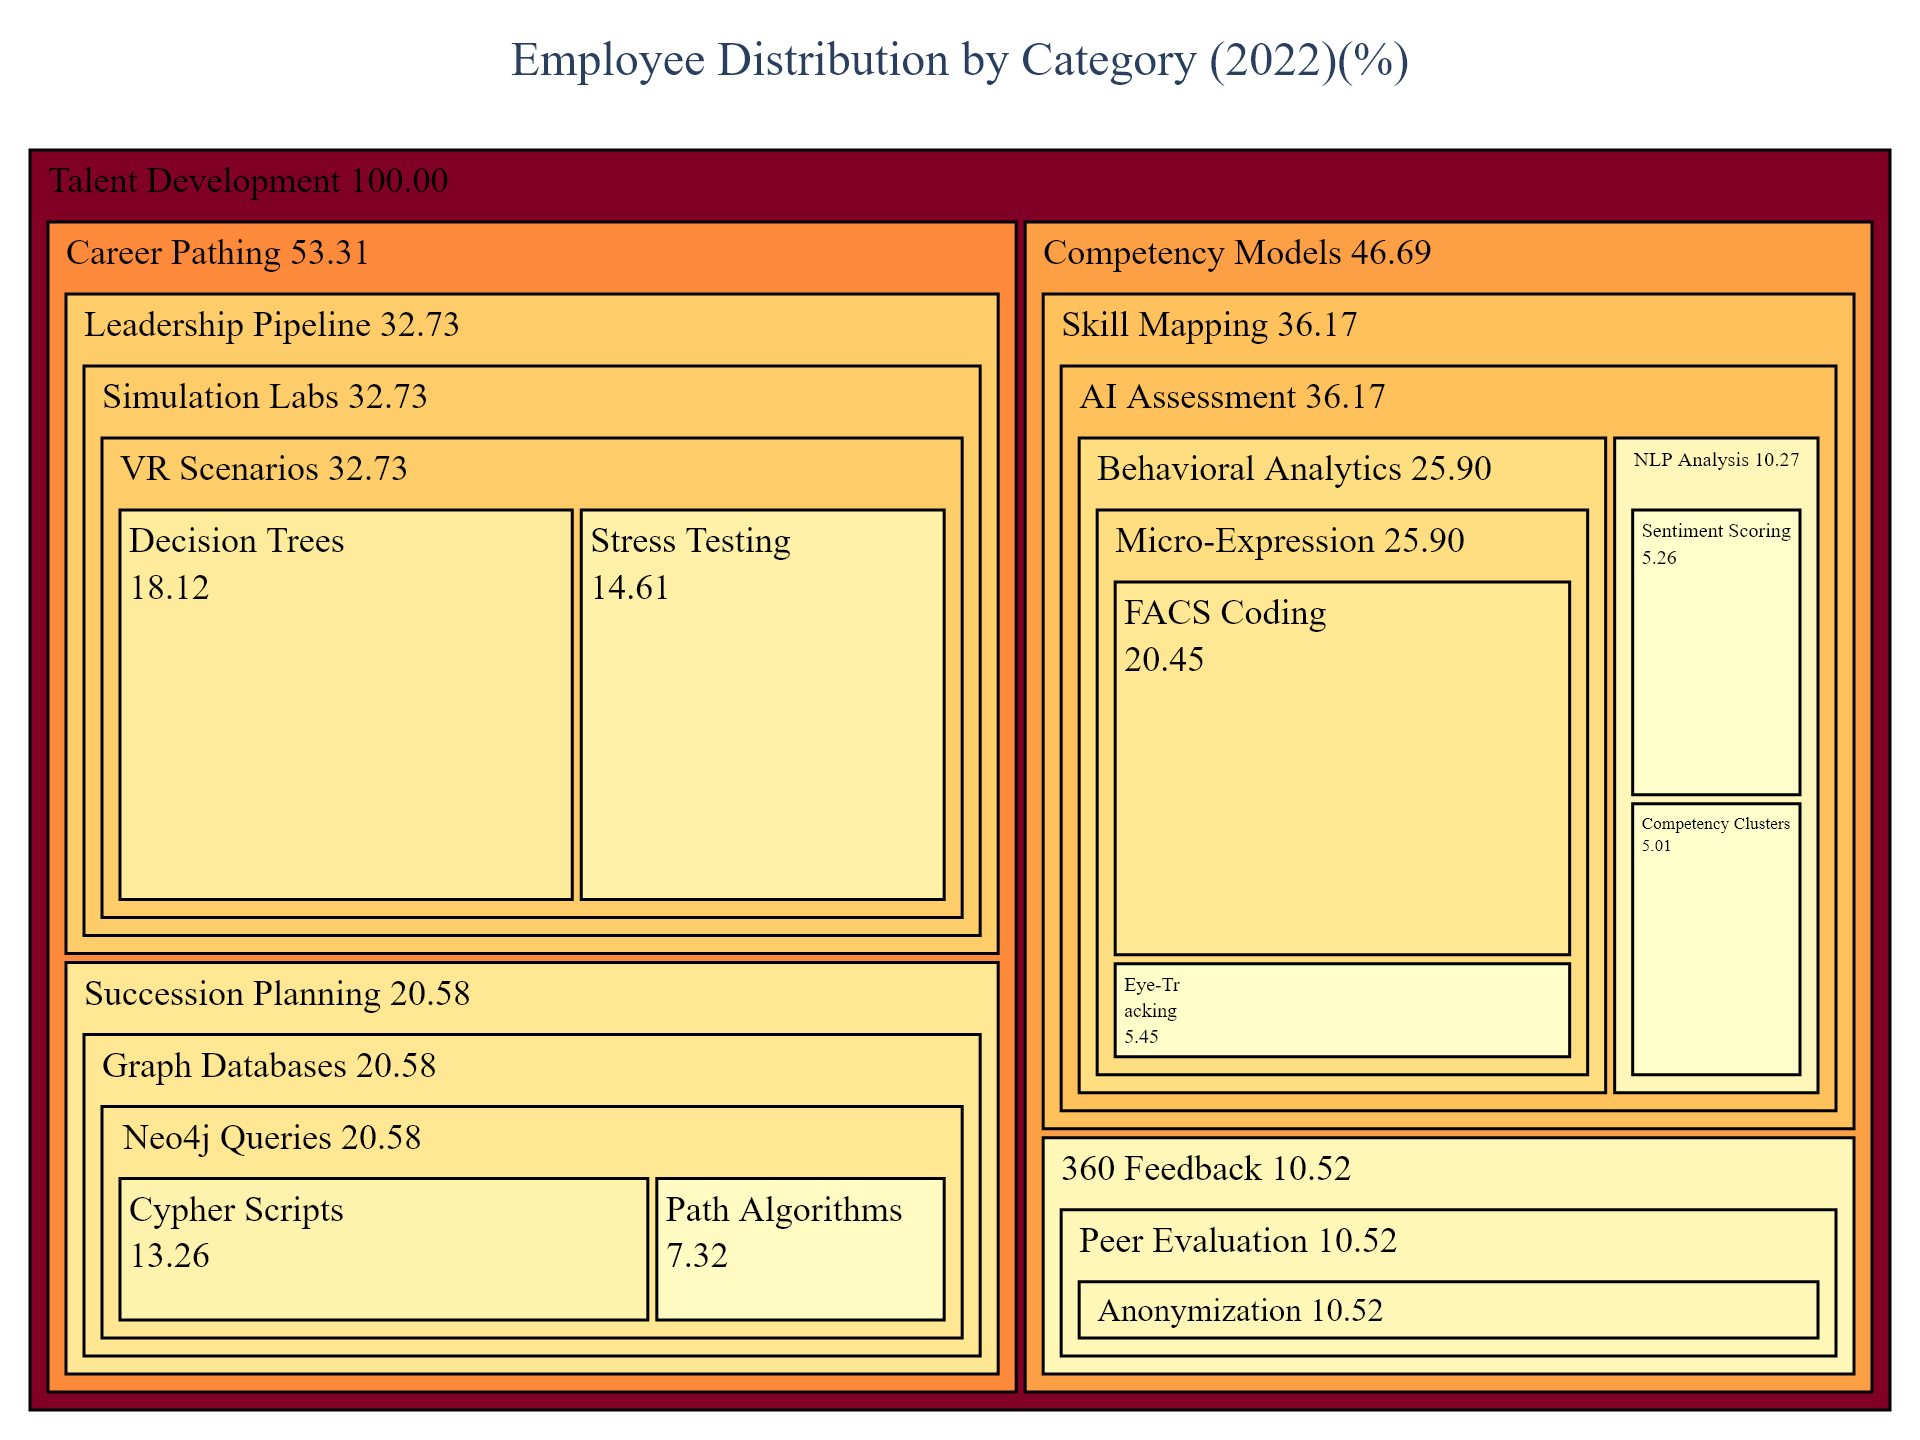 Employee Distribution by Category (2022)(%)
Talent Development 100.00
Career Pathing 53.31
Leadership Pipeline 32.73
Simulation Labs 32.73
VR Scenarios 32.73
Decision Trees
18.12
Stress Testing
14.61
Succession Planning 20.58
Graph Databases 20.58
Neo4j Queries 20.58
Cypher Scripts
13.26
Path Algorithms
7.32
Competency Models 46.69
Skill Mapping 36.17
AI Assessment 36.17
Behavioral Analytics 25.90
Micro-Expression 25.90
FACS Coding
20.45
Eye-Tr
acking
5.45
NLP Analysis 10.27
Sentiment Scoring
5.26
Competency Clusters
5.01
360 Feedback 10.52
Peer Evaluation 10.52
Anonymization 10.52